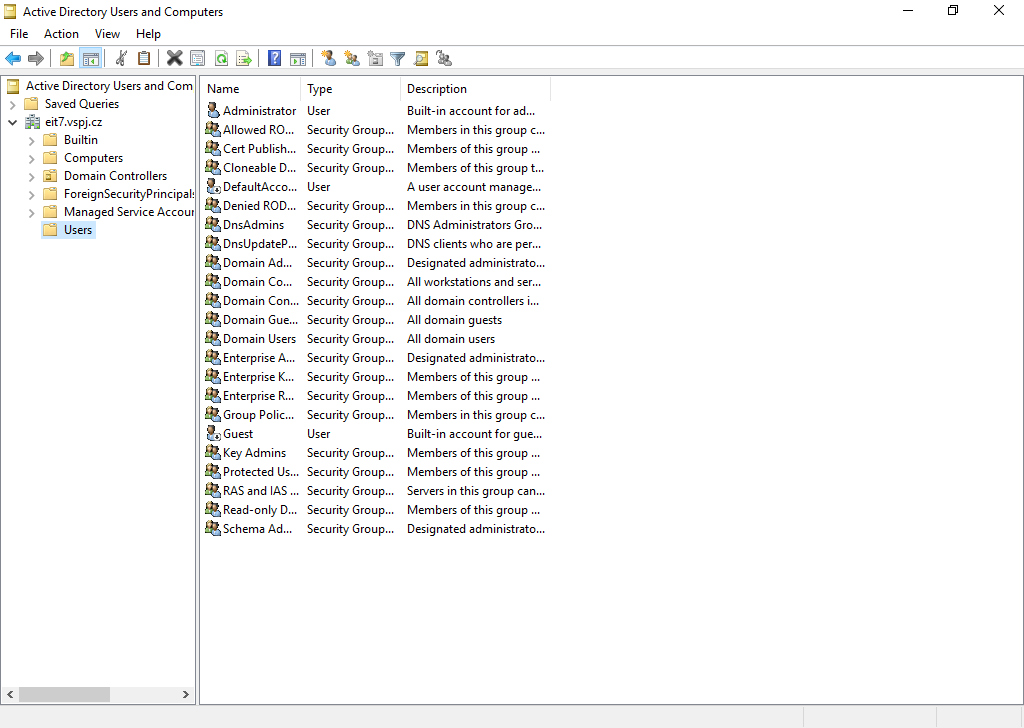 Active Directory Users and Computers
File Action View Help
Active Directory Users and Com
Saved Queries
eit7.vspj.cz
Builtin
Computers
Domain Controllers
ForeignSecurityPrincipals
Managed Service Accour
Users
Name Type Description
Administrator User Built-in account for ad...
Allowed RO... Security Group... Members in this group c...
Cert Publish... Security Group... Members of this group ...
Cloneable D... Security Group... Members of this group t...
DefaultAcco... User A user account manage...
Denied ROD... Security Group... Members in this group c...
DnsAdmins Security Group... DNS Administrators Gro...
DnsUpdateP... Security Group... DNS clients who are per...
Domain Ad... Security Group... Designated administrato...
Domain Co... Security Group... All workstations and ser...
Domain Con... Security Group... All domain controllers i...
Domain Gue... Security Group... All domain guests
Domain Users Security Group... All domain users
Enterprise A... Security Group... Designated administrato...
Enterprise K... Security Group... Members of this group ...
Enterprise R... Security Group... Members of this group ...
Group Polic... Security Group... Members in this group c...
Guest User Built-in account for gue...
Key Admins Security Group... Members of this group ...
Protected Us... Security Group... Members of this group ...
RAS and IAS ... Security Group... Servers in this group can...
Read-only D... Security Group... Members of this group ...
Schema Ad... Security Group... Designated administrato...